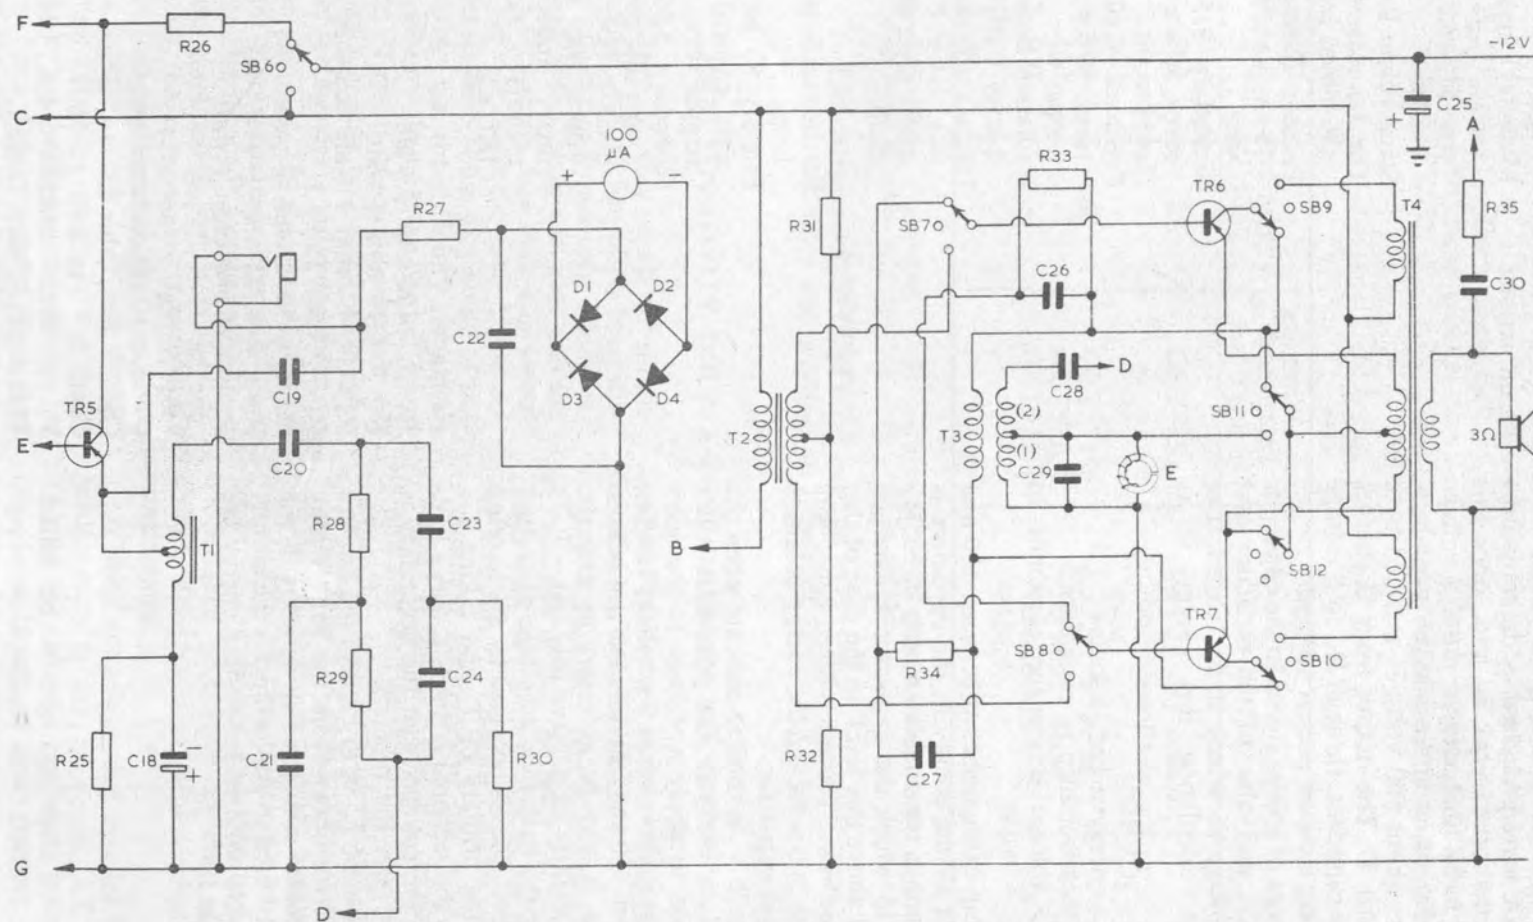 F
R26
SB6
-12V
C25
C
100
μA
+
-
A
R33
TR6
SB9
T4
R35
R27
R31
SB7
C26
C30
D1
D2
C22
C19
D3
D4
C28
D
TR5
SB11
(2)
T2
T3
(1)
3Ω
E
C20
C29
E
R28
C23
T1
B
SB12
TR7
SB8
SB10
R29
C24
R34
R25
C18
-
+
C21
R30
R32
C27
G
D
-
+